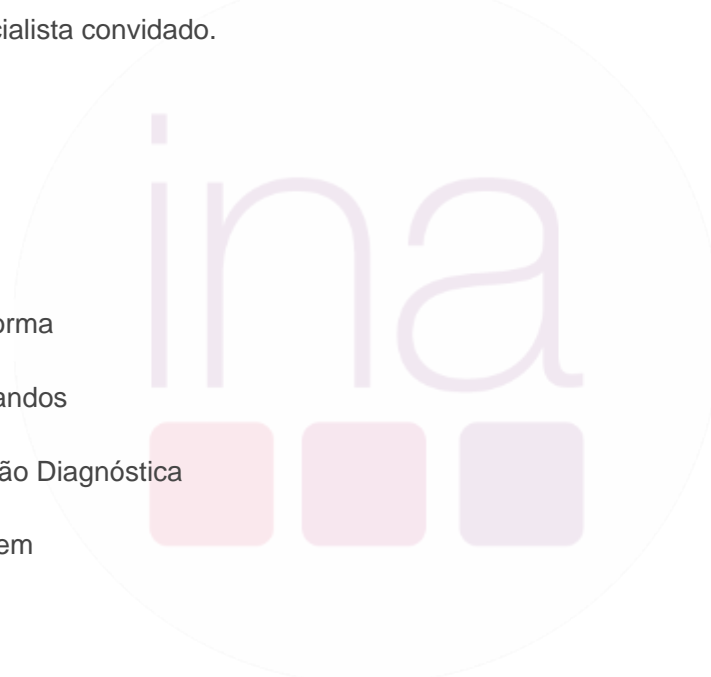 cialista convidado.
ina
orma
andos
ão Diagnóstica
em